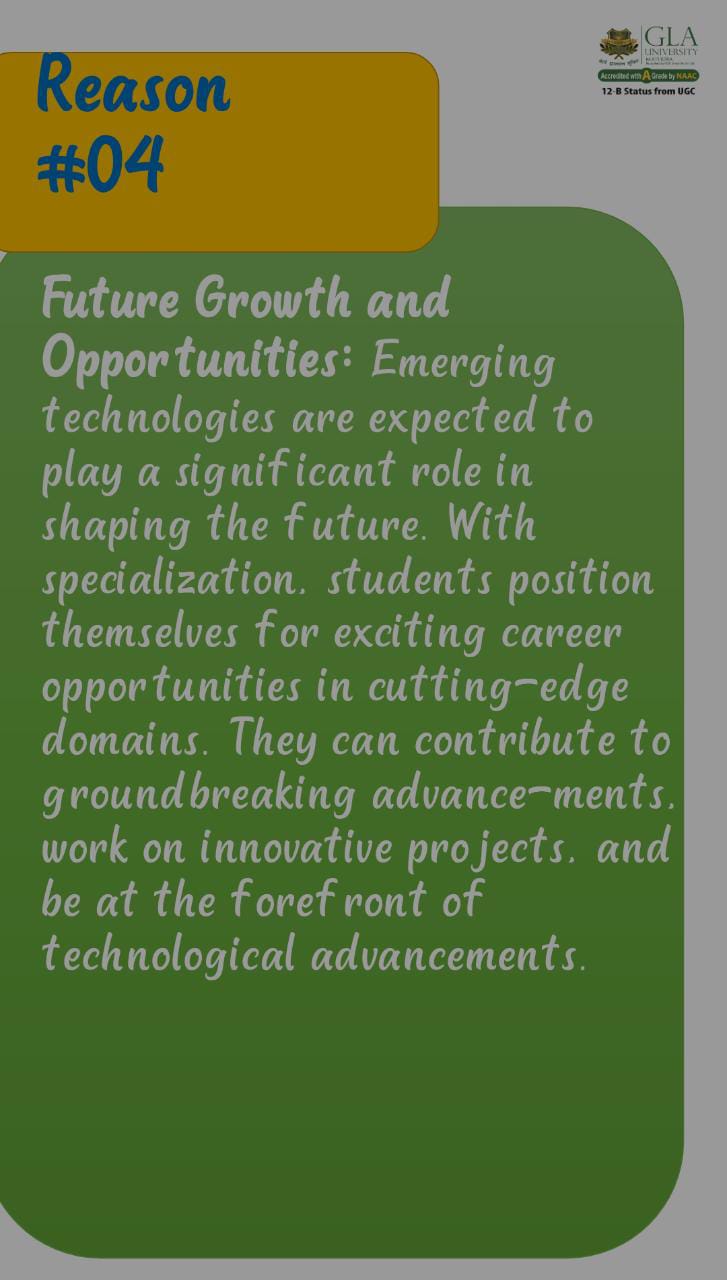 GLA
UNIVERSITY
Accredited with A Grade by NAAC
12-B Status from UGC
Reason
#04
Future Growth and
Opportunities: Emerging
technologies are expected to
play a significant role in
shaping the future. With
specialization, students position
themselves for exciting career
opportunities in cutting-edge
domains. They can contribute to
groundbreaking advance-ments,
work on innovative projects, and
be at the forefront of
technological advancements.